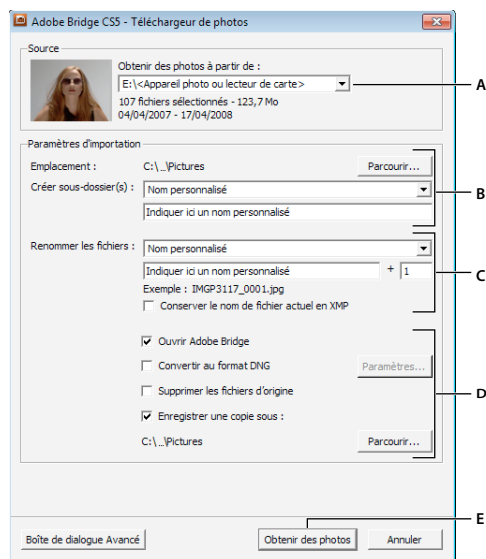 Adobe Bridge CS5 - Téléchargeur de photos
Source
Obtenir des photos à partir de :
E:\<Appareil photo ou lecteur de carte>
A
107 fichiers sélectionnés - 123,7 Mo
04/04/2007 - 17/04/2008
Paramètres d'importation
Emplacement : C:\...\Pictures Parcourir...
Créer sous-dossier(s) : Nom personnalisé
B
Indiquer ici un nom personnalisé
Renommer les fichiers : Nom personnalisé
Indiquer ici un nom personnalisé + 1
C
Exemple : IMGP3117_0001.jpg
Conserver le nom de fichier actuel en XMP
Ouvrir Adobe Bridge
Convertir au format DNG Paramètres...
Supprimer les fichiers d'origine
D
Enregistrer une copie sous :
C:\...\Pictures Parcourir...
E
Boîte de dialogue Avancé Obtenir des photos Annuler